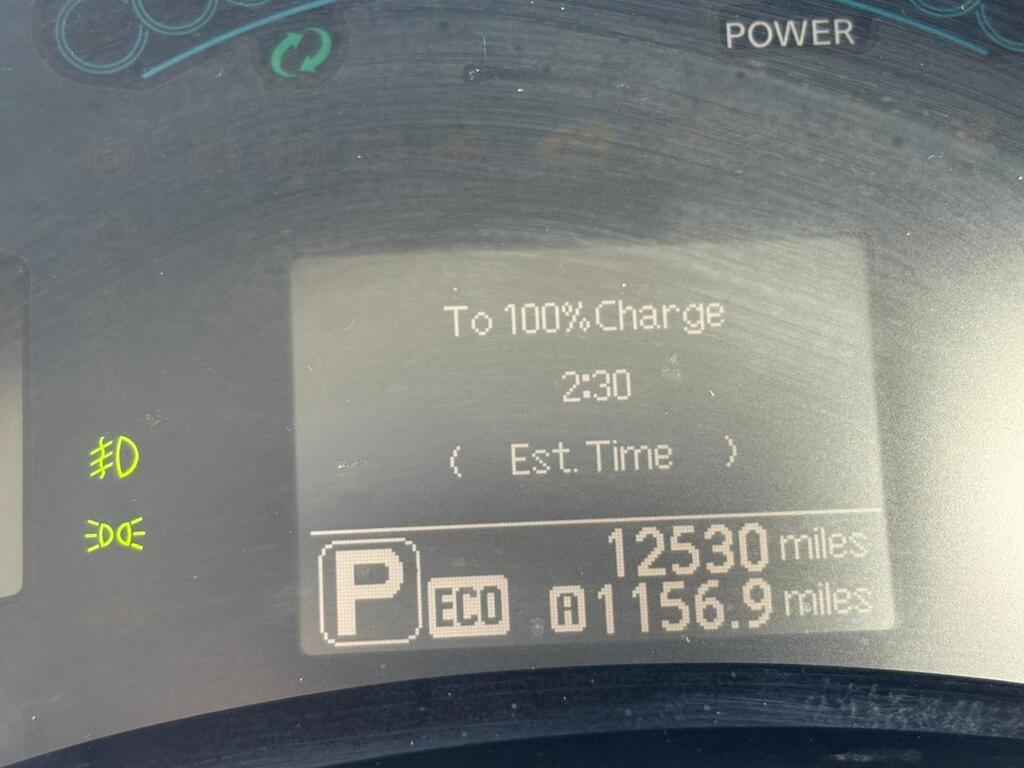 POWER
To 100% Charge
2:30
( Est. Time )
12530 miles
P ECO A 1156.9 miles